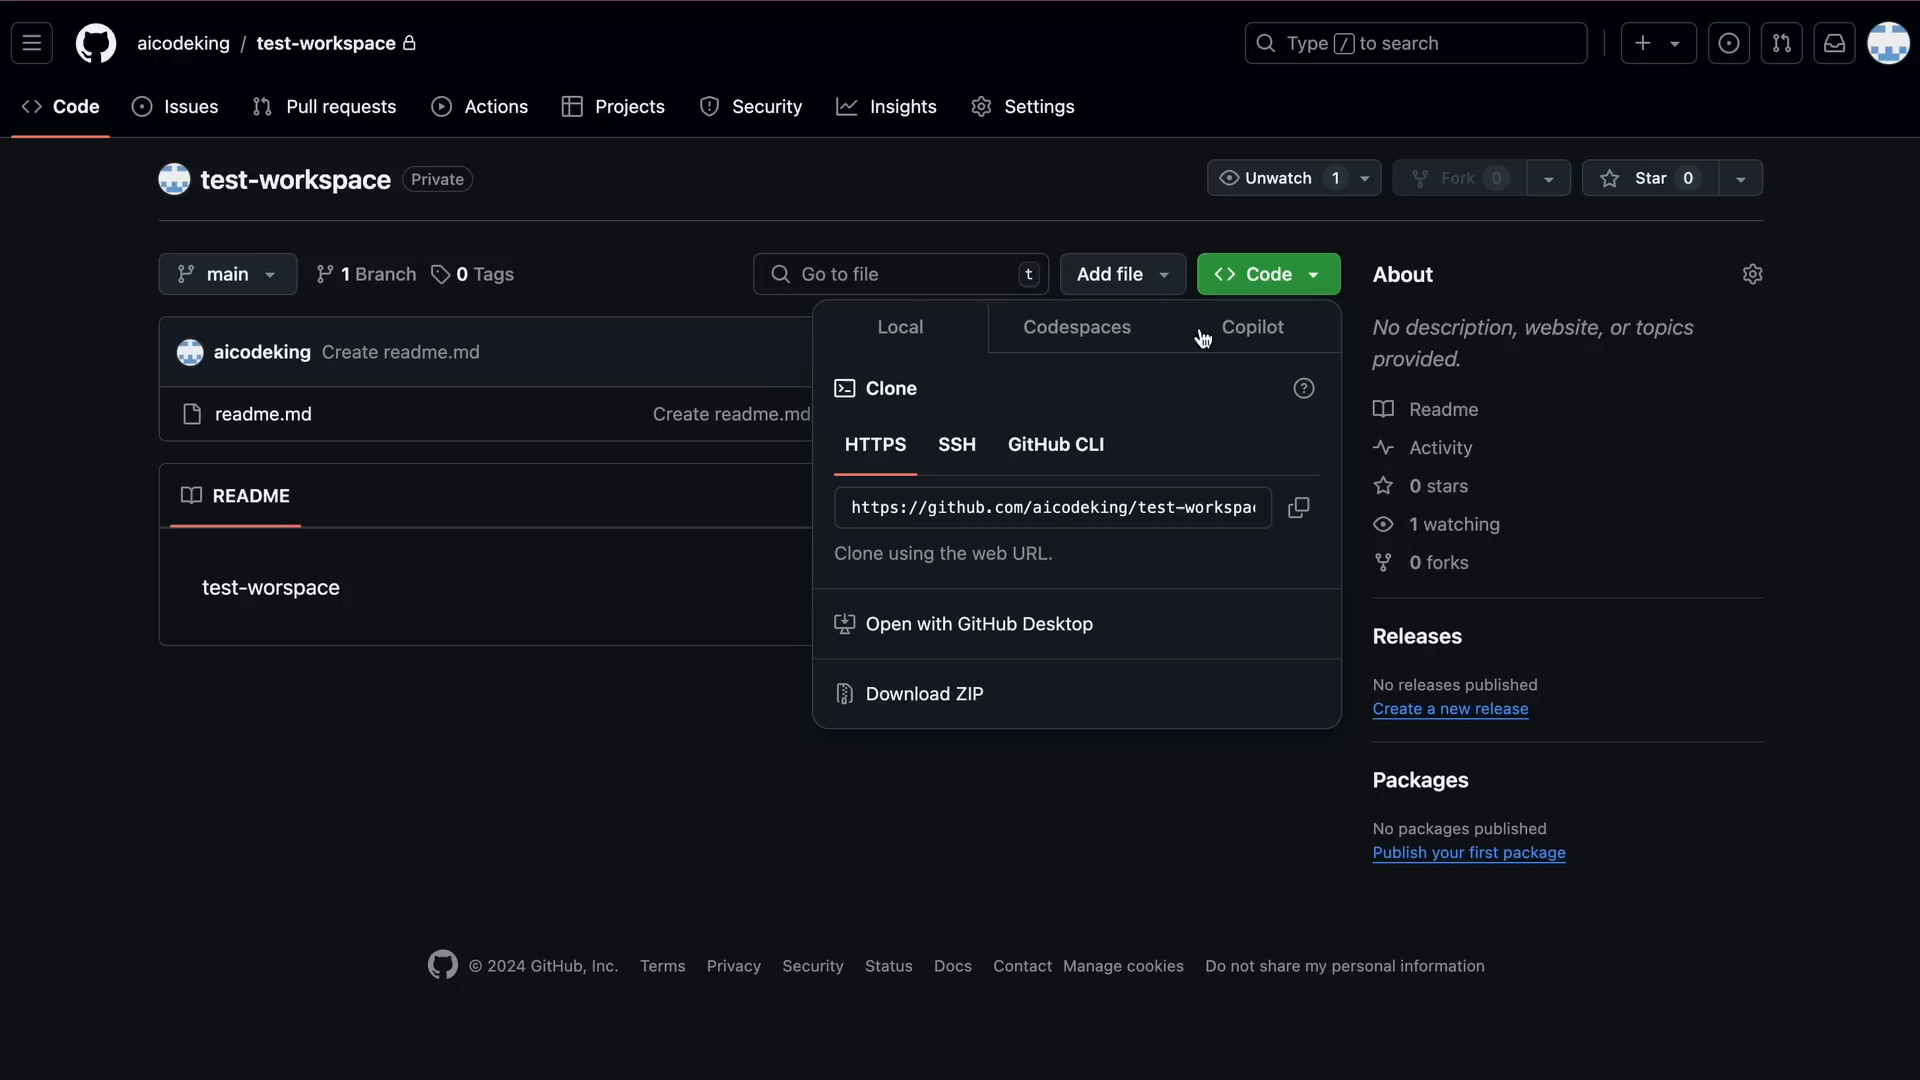 aicodeking / test-workspace
Type / to search
Code Issues Pull requests Actions Projects Security Insights Settings
test-workspace Private
Unwatch 1 Fork 0 Star 0
main 1 Branch 0 Tags Go to file t Add file Code
Local Codespaces Copilot
Clone
HTTPS SSH GitHub CLI
https://github.com/aicodeking/test-workspac
Clone using the web URL.
Open with GitHub Desktop
Download ZIP
aicodeking Create readme.md
readme.md Create readme.md
README
test-worspace
About
No description, website, or topics
provided.
Readme
Activity
0 stars
1 watching
0 forks
Releases
No releases published
Create a new release
Packages
No packages published
Publish your first package
© 2024 GitHub, Inc. Terms Privacy Security Status Docs Contact Manage cookies Do not share my personal information